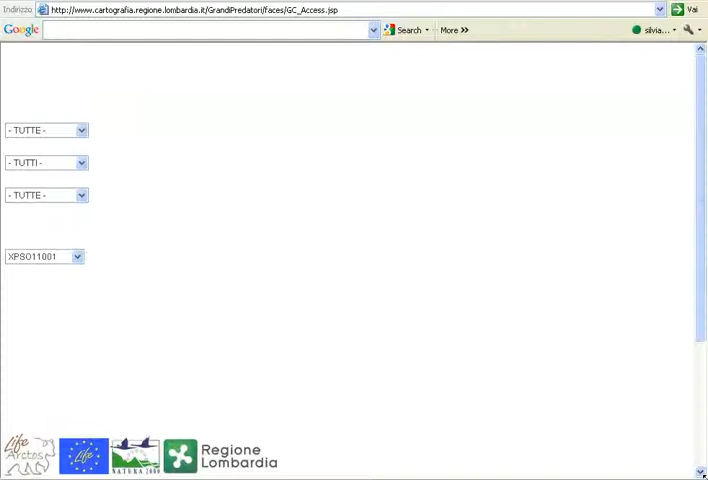 Indirizzo http://www.cartografia.regione.lombardia.it/GrandiPredatori/faces/GC_Access.jsp Vai
Google Search More >> silvia...
- TUTTE -
- TUTTI -
- TUTTE -
XPSO11001
Life Arctos
Life
NATURA 2000
Regione
Lombardia